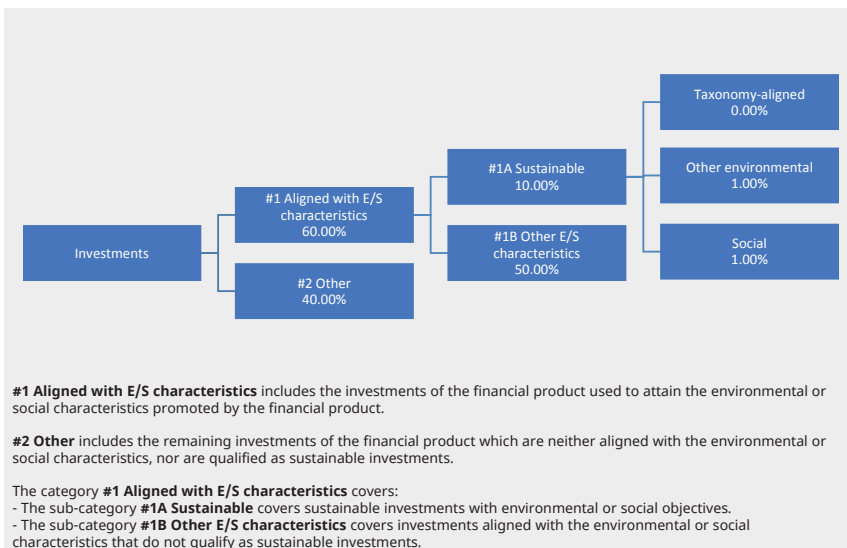 Taxonomy-aligned
0.00%
#1A Sustainable
10.00%
Other environmental
1.00%
#1 Aligned with E/S
characteristics
60.00%
#1B Other E/S
characteristics
50.00%
Social
1.00%
Investments
#2 Other
40.00%
#1 Aligned with E/S characteristics includes the investments of the financial product used to attain the environmental or
social characteristics promoted by the financial product.
#2 Other includes the remaining investments of the financial product which are neither aligned with the environmental or
social characteristics, nor are qualified as sustainable investments.
The category #1 Aligned with E/S characteristics covers:
- The sub-category #1A Sustainable covers sustainable investments with environmental or social objectives.
- The sub-category #1B Other E/S characteristics covers investments aligned with the environmental or social
characteristics that do not qualify as sustainable investments.